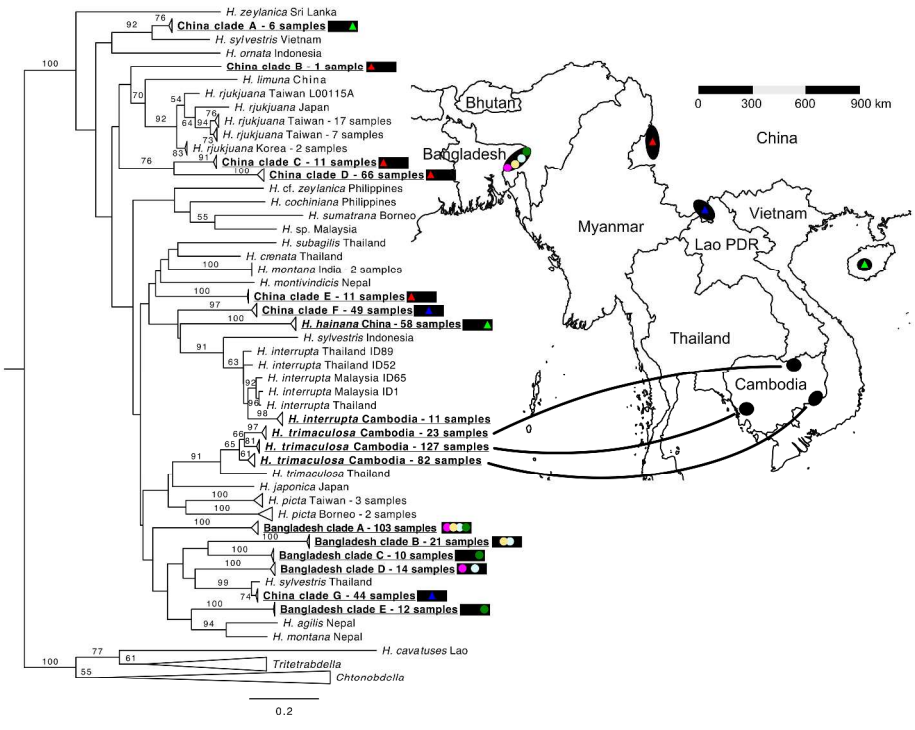 H. zeylanica Sri Lanka
76
92
China clade A - 6 samples
H. sylvestris Vietnam
H. ornata Indonesia
100
China clade B - 1 sample
H. limuna China
70
H. rjukjuana Taiwan L00115A
54
H. rjukjuana Japan
76
H. rjukjuana Taiwan - 17 samples
92
64
94
H. rjukjuana Taiwan - 7 samples
73
H. rjukjuana Korea - 2 samples
83
91
China clade C - 11 samples
76
100
China clade D - 66 samples
H. cf. zeylanica Philippines
H. cochiniana Philippines
H. sumatrana Borneo
55
H. sp. Malaysia
H. subagilis Thailand
H. crenata Thailand
100
H. montana India - 2 samples
H. montivindicis Nepal
100
China clade E - 11 samples
97
China clade F - 49 samples
100
H. hainana China - 58 samples
H. sylvestris Indonesia
91
H. interrupta Thailand ID89
63
H. interrupta Thailand ID52
H. interrupta Malaysia ID65
92
H. interrupta Malaysia ID1
96
H. interrupta Thailand
98
H. interrupta Cambodia - 11 samples
97
66
H. trimaculosa Cambodia - 23 samples
65
81
H. trimaculosa Cambodia - 127 samples
61
91
H. trimaculosa Cambodia - 82 samples
H. trimaculosa Thailand
H. japonica Japan
100
H. picta Taiwan - 3 samples
100
H. picta Borneo - 2 samples
100
Bangladesh clade A - 103 samples
100
Bangladesh clade B - 21 samples
100
Bangladesh clade C - 10 samples
100
Bangladesh clade D - 14 samples
99
H. sylvestris Thailand
74
China clade G - 44 samples
100
Bangladesh clade E - 12 samples
94
H. agilis Nepal
H. montana Nepal
77
H. cavatuses Lao
100
61
Tritetrabdella
55
Chtonobdella
0.2
0 300 600 900 km
Bhutan
China
Bangladesh
Myanmar
Vietnam
Lao PDR
Thailand
Cambodia